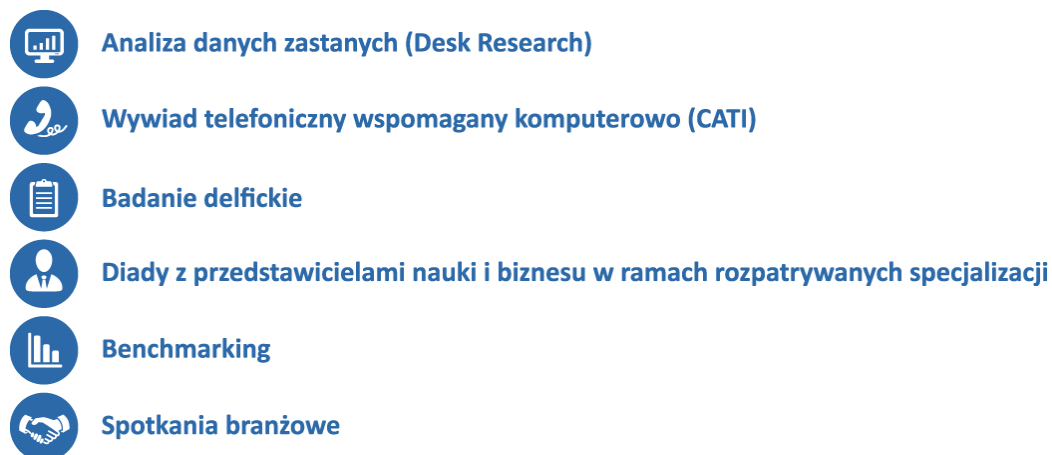 Analiza danych zastanych (Desk Research)
Wywiad telefoniczny wspomagany komputerowo (CATI)
Badanie delfickie
Diady z przedstawicielami nauki i biznesu w ramach rozpatrywanych specjalizacji
Benchmarking
Spotkania branżowe